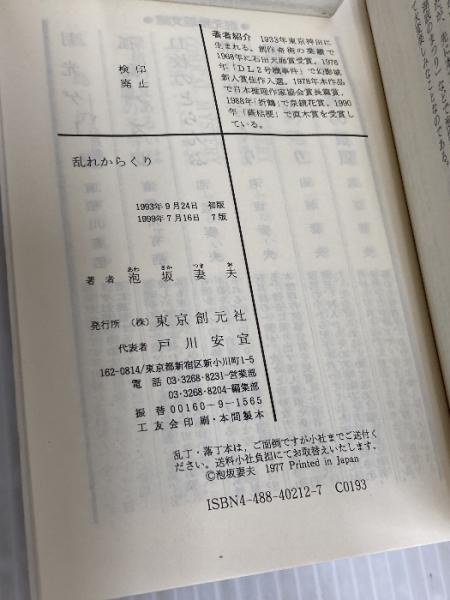 著者紹介　1933年東京神田に
生まれる。創作奇術の業績で
1968年に石田天海賞受賞。1975
年「DL2号機事件」で幻影城
新人賞佳作入選。1978年本作品
で日本推理作家協会賞長篇賞、
1988年「折鶴」で泉鏡花賞。1990
年「蔭桔梗」で直木賞を受賞し
ている。
検印
廃止
乱れからくり
1993年9月24日　初版
1999年7月16日　7版
あわ　さか　つま　お
著者　泡坂妻夫
発行所　(株)　東京創元社
代表者　戸川安宣
162-0814/東京都新宿区新小川町1-5
電話　03・3268・8231-営業部
03・3268・8204-編集部
振替　00160-9-1565
工友会印刷・本間製本
乱丁・落丁本は、ご面倒ですが小社までご送付く
ださい。送料小社負担にてお取替えいたします。
©泡坂妻夫　1977　Printed in Japan
ISBN4-488-40212-7　C0193